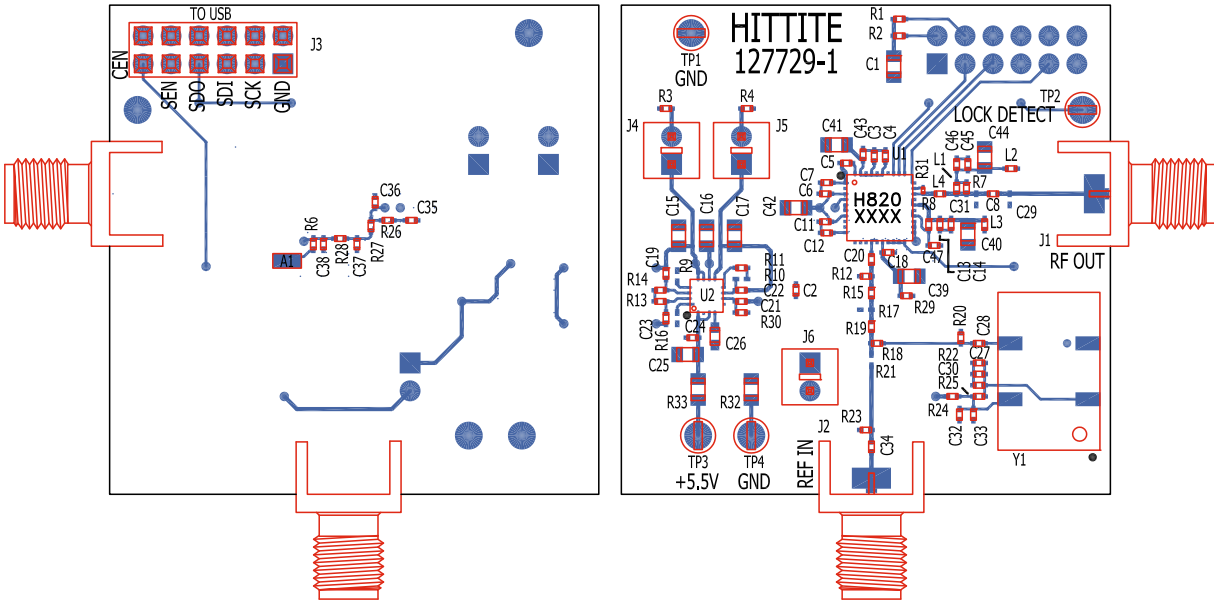 TO USB
J3
CEN
SEN
SDO
SDI
SCK
GND
C36
C35
R26
R27
R6
C38
R28
C37
A1
HITTITE
127729-1
TP1
GND
R1
R2
C1
TP2
LOCK DETECT
R3
R4
J4
J5
C41
C43
C3
C4
U1
C5
C7
C6
C42
C11
C12
H820
XXXX
R31
L1
C46
C45
C44
L2
L4
R7
R8
C31
C8
C29
L3
C40
J1
RF OUT
C47
C13
C14
C15
C16
C17
C19
R9
R11
R10
R14
R13
U2
C22
C21
R30
C2
C23
R16
C24
C25
C26
C20
C18
R12
C39
R15
R29
R17
R19
R18
R21
J6
R20
C28
R22
C27
C30
R25
R24
C32
C33
Y1
R33
R32
R23
C34
J2
REF IN
TP3
+5.5V
TP4
GND